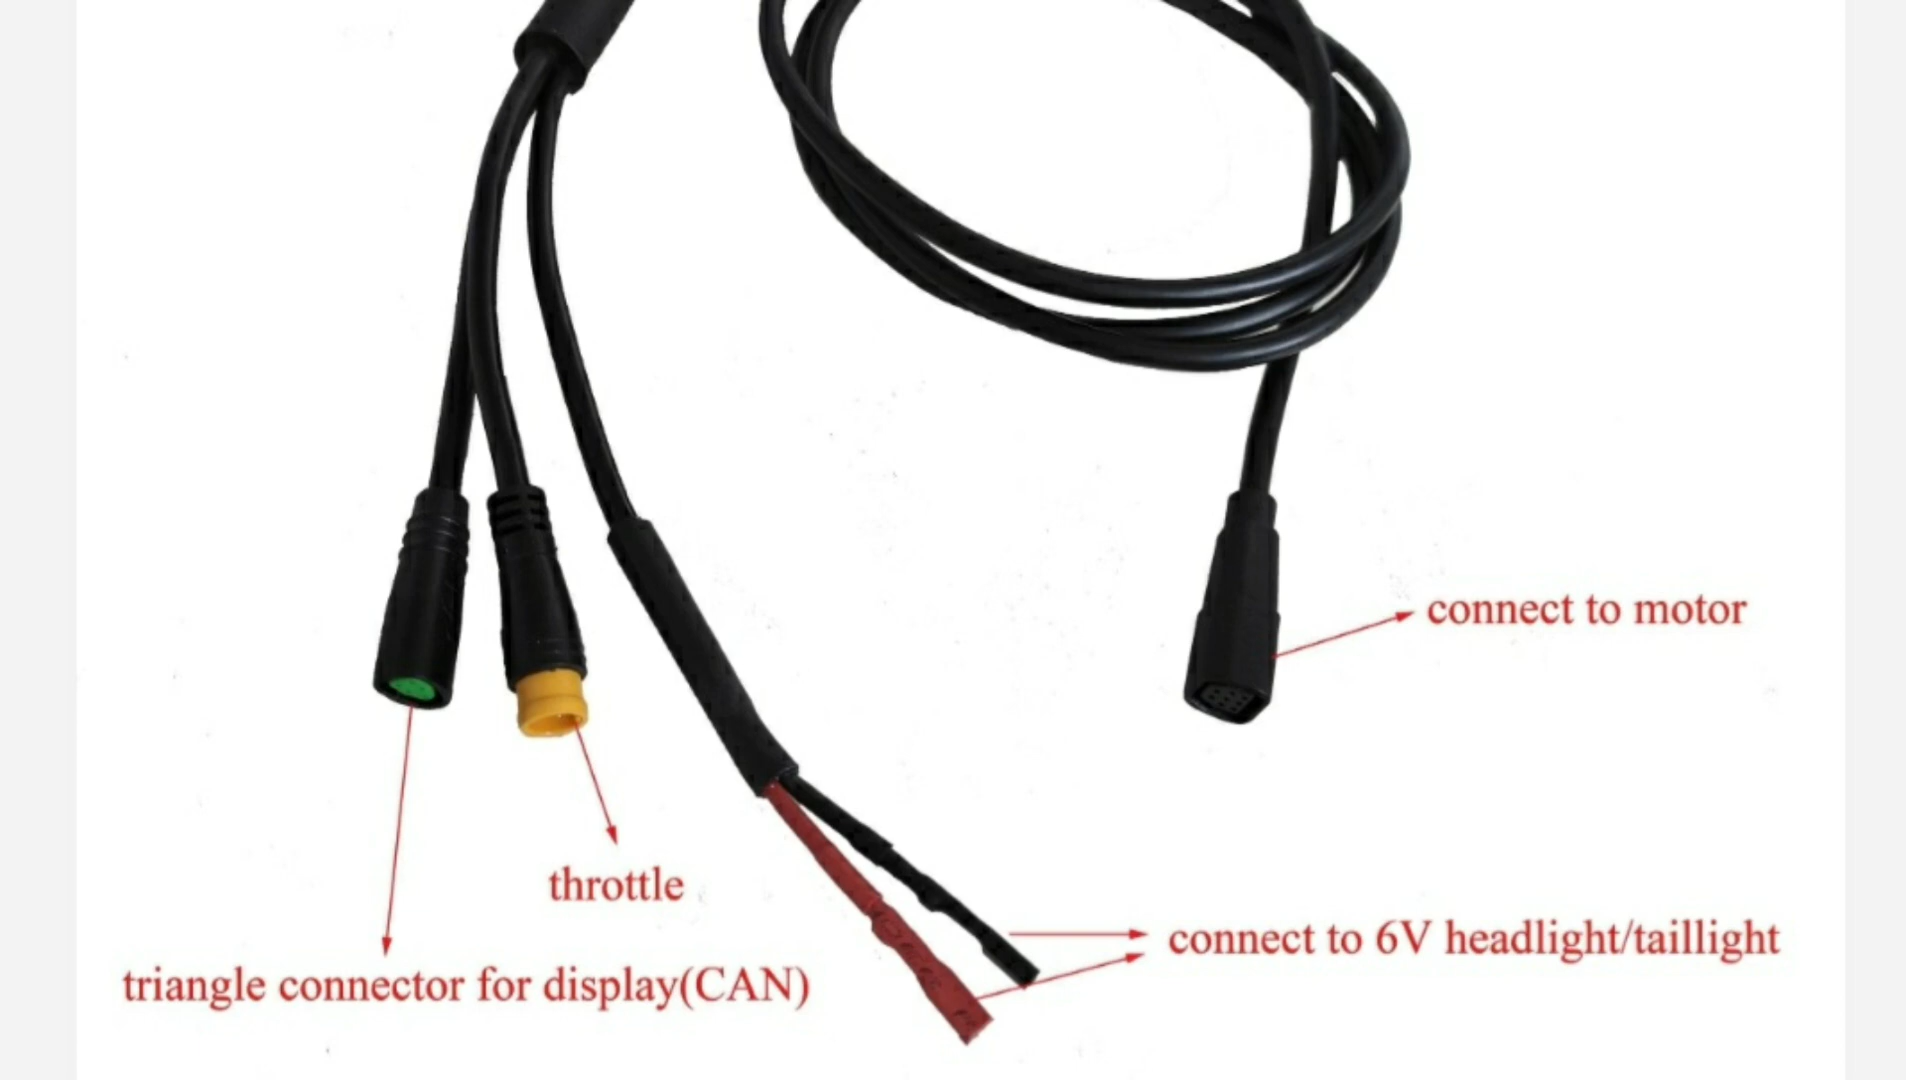 connect to motor
throttle
connect to 6V headlight/taillight
triangle connector for display(CAN)